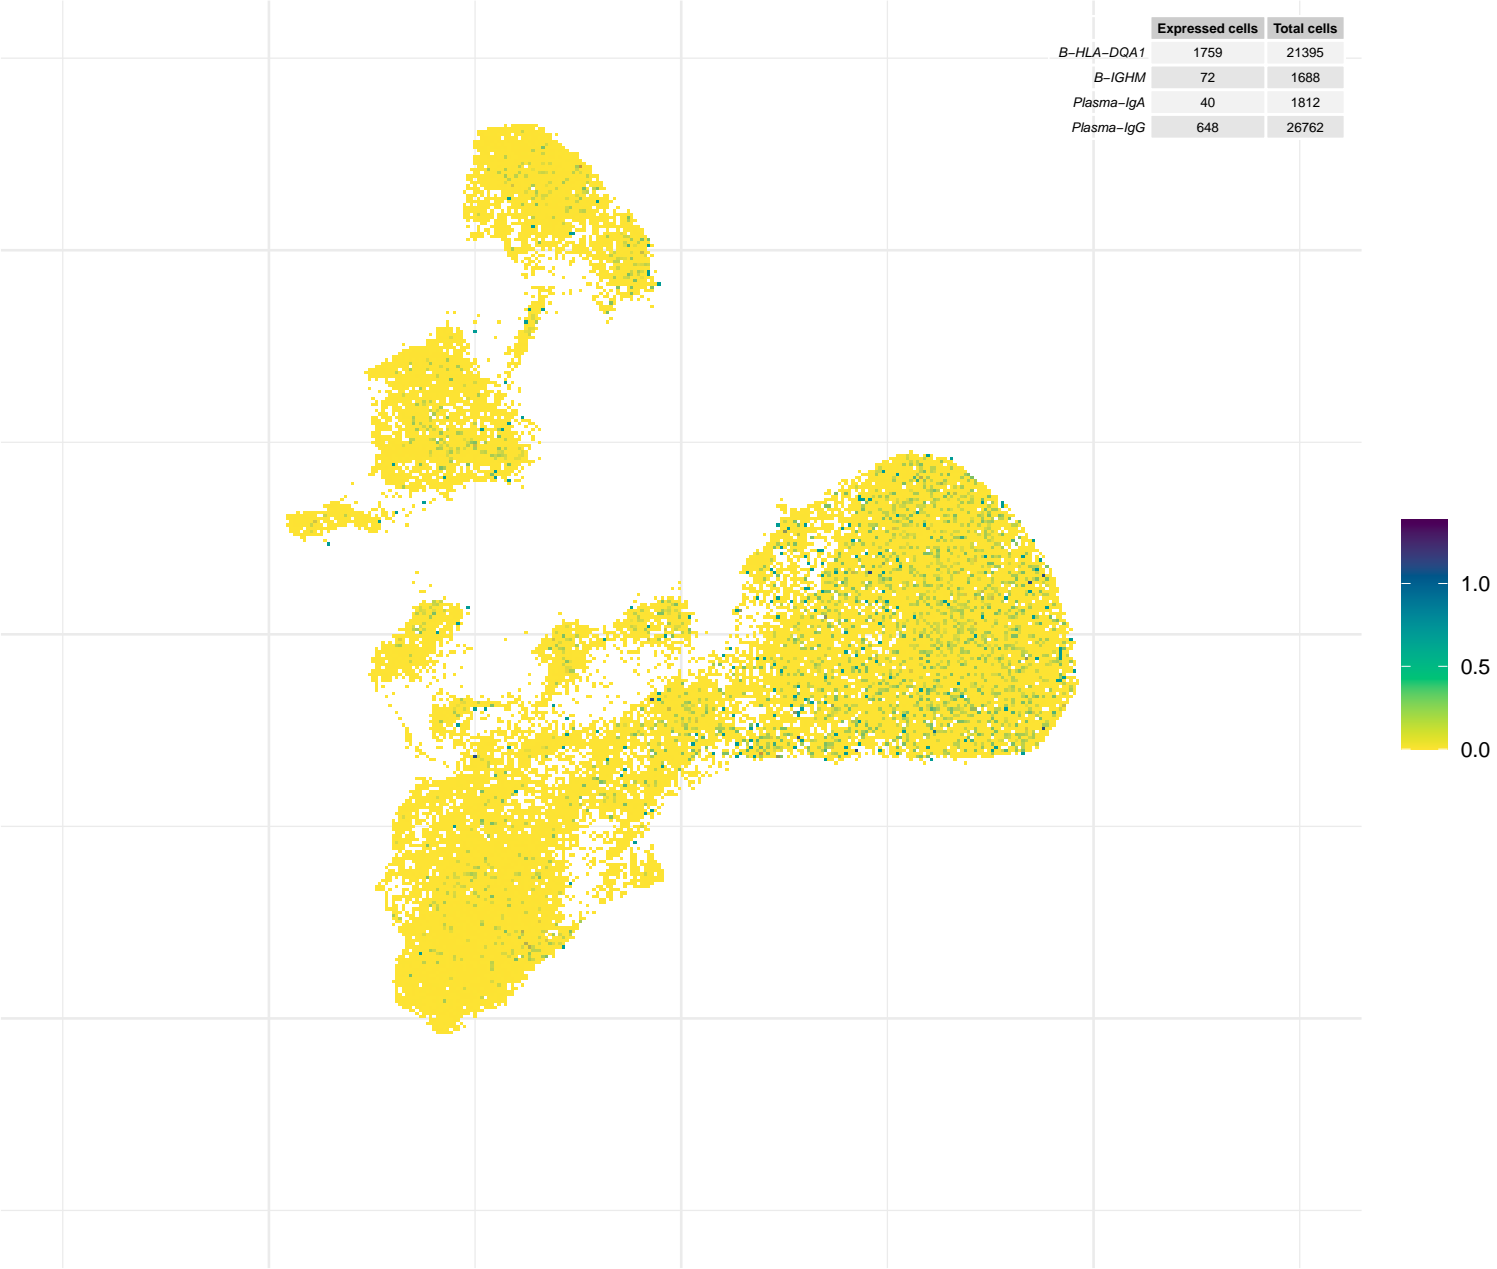 Expressed cells Total cells
B−HLA−DQA1 1759 21395
B−IGHM 72 1688
Plasma−IgA 40 1812
Plasma−IgG 648 26762
1.0
0.5
0.0